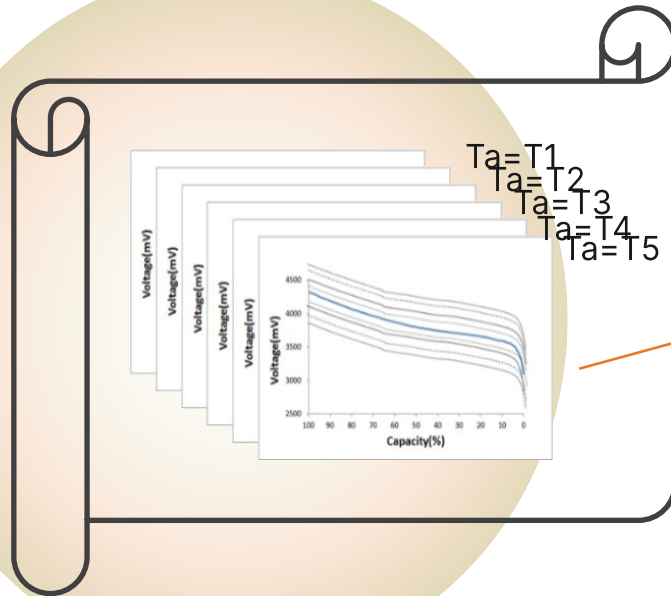 Ta=T1
Ta=T2
Ta=T3
Ta=T4
Ta=T5
Voltage(mV)
Voltage(mV)
Voltage(mV)
Voltage(mV)
Voltage(mV)
Voltage(mV)
4500
4000
3500
3000
2500
100 90 80 70 60 50 40 30 20 10 0
Capacity(%)